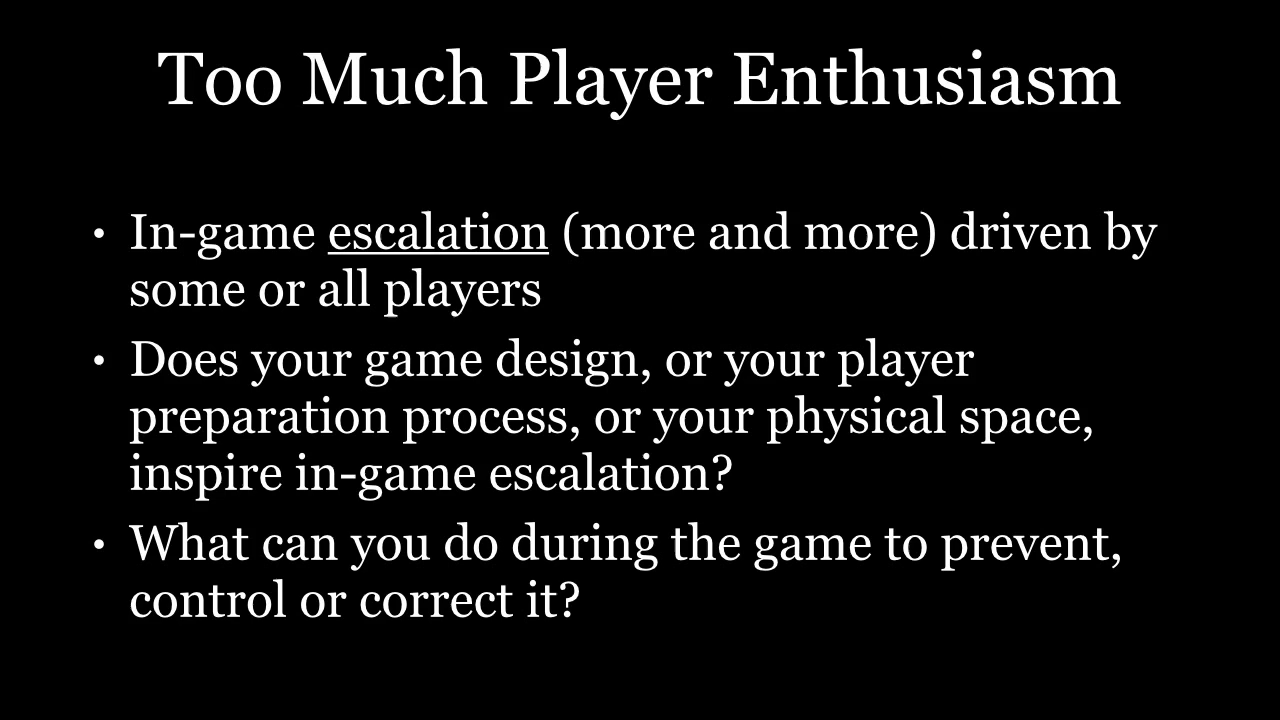 Too Much Player Enthusiasm
• In-game escalation (more and more) driven by
some or all players
• Does your game design, or your player
preparation process, or your physical space,
inspire in-game escalation?
• What can you do during the game to prevent,
control or correct it?